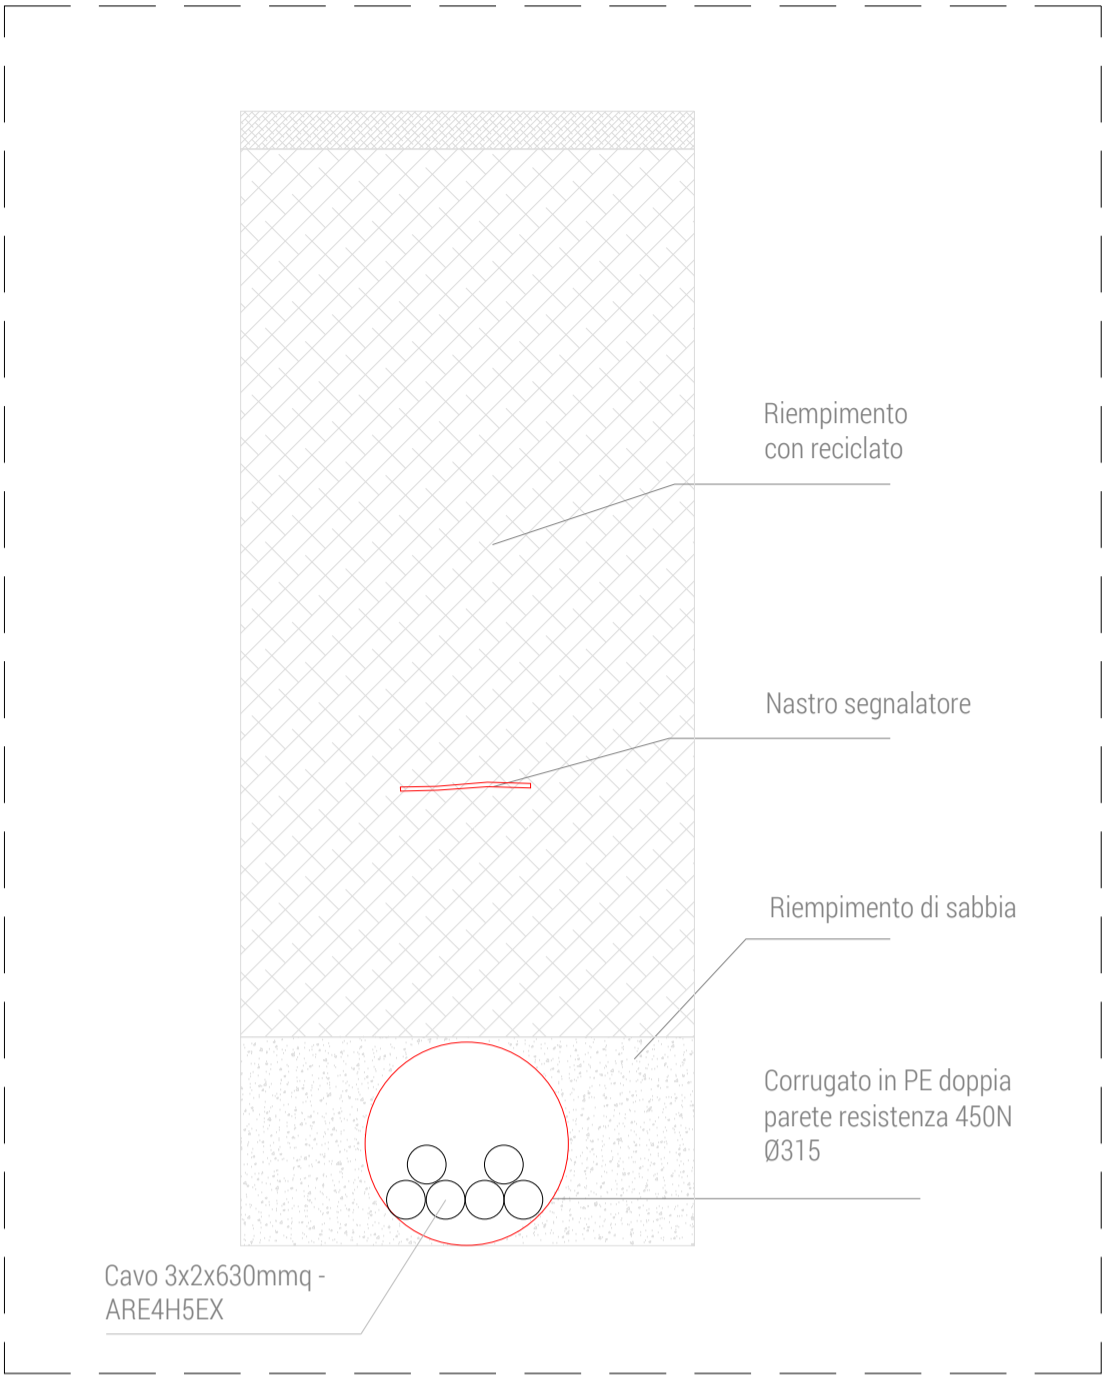 Riempimento
con reciclato
Nastro segnalatore
Riempimento di sabbia
Corrugato in PE doppia
parete resistenza 450N
Ø315
Cavo 3x2x630mmq -
ARE4H5EX